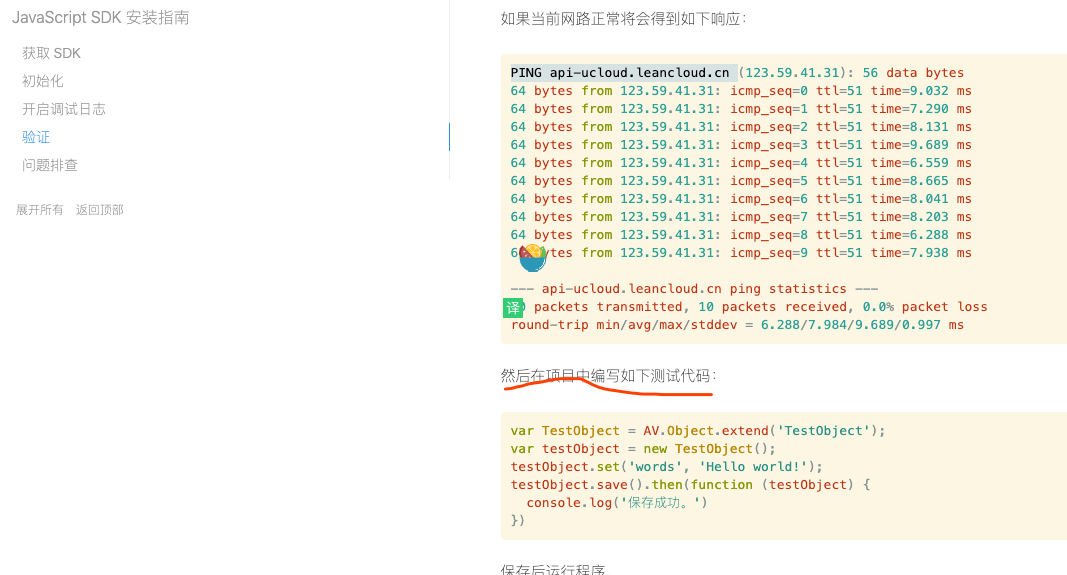 JavaScript SDK 安装指南
获取 SDK
初始化
开启调试日志
验证
问题排查
展开所有 返回顶部
如果当前网路正常将会得到如下响应：
PING api-ucloud.leancloud.cn (123.59.41.31): 56 data bytes
64 bytes from 123.59.41.31: icmp_seq=0 ttl=51 time=9.032 ms
64 bytes from 123.59.41.31: icmp_seq=1 ttl=51 time=7.290 ms
64 bytes from 123.59.41.31: icmp_seq=2 ttl=51 time=8.131 ms
64 bytes from 123.59.41.31: icmp_seq=3 ttl=51 time=9.689 ms
64 bytes from 123.59.41.31: icmp_seq=4 ttl=51 time=6.559 ms
64 bytes from 123.59.41.31: icmp_seq=5 ttl=51 time=8.665 ms
64 bytes from 123.59.41.31: icmp_seq=6 ttl=51 time=8.041 ms
64 bytes from 123.59.41.31: icmp_seq=7 ttl=51 time=8.203 ms
64 bytes from 123.59.41.31: icmp_seq=8 ttl=51 time=6.288 ms
from 123.59.41.31: icmp_seq=9 ttl=51 time=7.938 ms
--- api-ucloud.leancloud.cn ping statistics ---
译 packets transmitted, 10 packets received, 0.0% packet loss
round-trip min/avg/max/stddev = 6.288/7.984/9.689/0.997 ms
然后在项目中编写如下测试代码：
var TestObject = AV.Object.extend('TestObject');
var testObject = new TestObject();
testObject.set('words', 'Hello world!');
testObject.save().then(function (testObject) {
console.log('保存成功。')
})
保存后运行程序